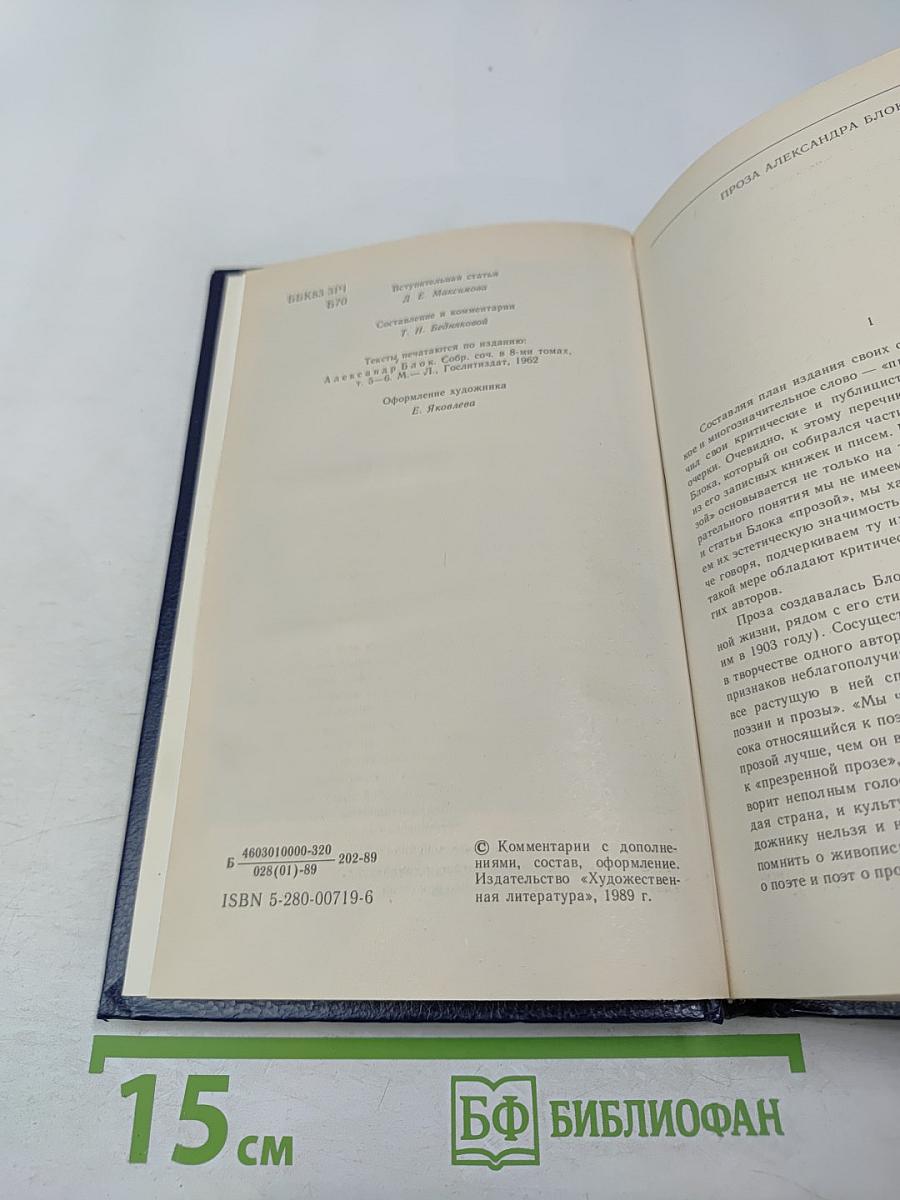 ББК83 3РЧ
Б70
Вступительная статья
Д. Е. Максимова
Составление и комментарии
Т. Н. Бедняковой
Тексты печатаются по изданию:
Александр Блок. Собр. соч. в 8-ми томах,
т. 5—6. М.— Л., Гослитиздат, 1962
Оформление художника
Е. Яковлева
Б 4603010000-320 202-89
028(01)-89
ISBN 5-280-00719-6
© Комментарии с дополне-
ниями, состав, оформление.
Издательство «Художествен-
ная литература», 1989 г.
ПРОЗА АЛЕКСАНДРА БЛОК
1
Составляя план издания своих с
кое и многозначительное слово — «п
чил свои критические и публицист
очерки. Очевидно, к этому перечн
Блока, который он собирался части
из его записных книжек и писем.
зой» основывается не только на
рательного понятия мы не имеем
и статьи Блока «прозой», мы ха
ем их эстетическую значимость,
че говоря, подчеркиваем ту и
такой мере обладают критичес
гих авторов.
Проза создавалась Бло
ной жизни, рядом с его сти
им в 1903 году). Сосущест
в творчестве одного автор
признаков неблагополучи
все растущую в ней сп
поэзии и прозы». «Мы ч
сока относящийся к поэ
прозой лучше, чем он в
к «презренной прозе»,
ворит неполным голо
дая страна, и культу
дожнику нельзя и н
помнить о живопис
о поэте и поэт о про
15 см
БФ БИБЛИОФАН